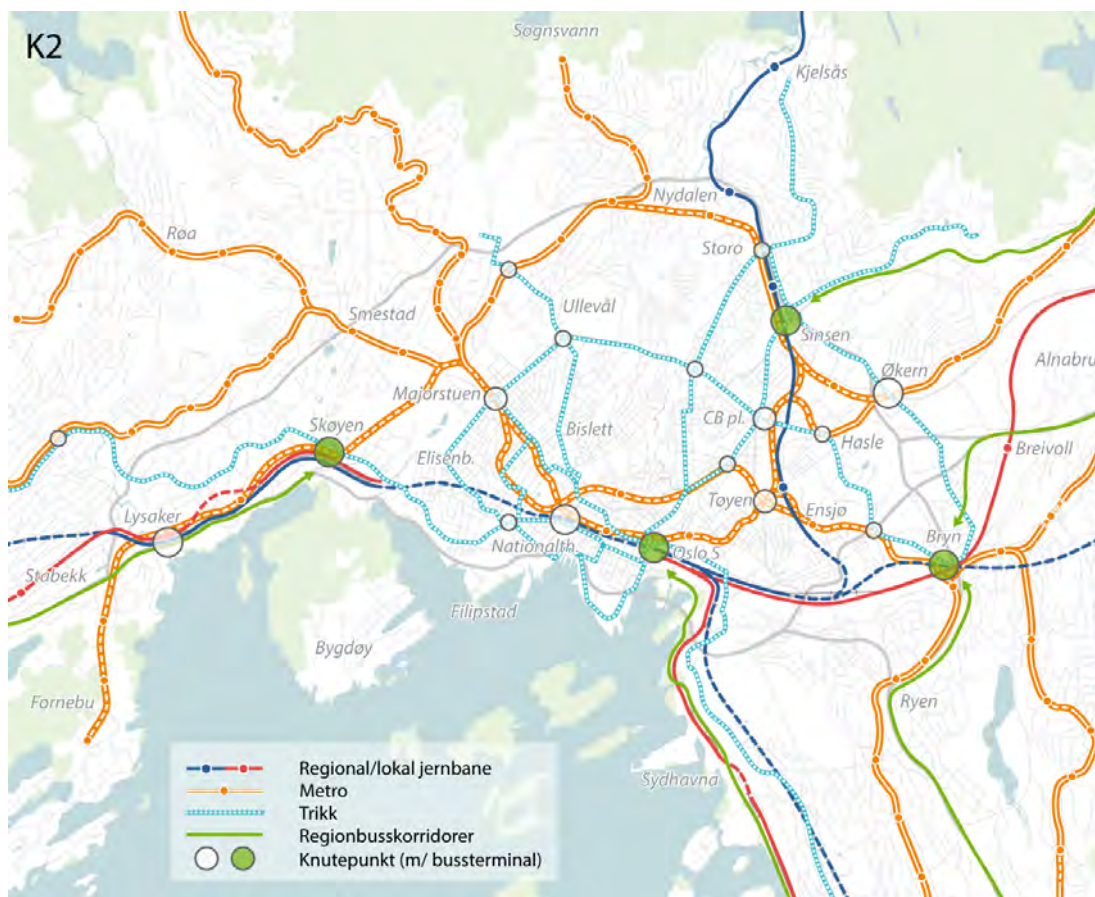 K2
Sognsvann
Kjelsås
Nydalen
Røa
Storo
Ullevål
Smestad
Sinsen
Økern
Alnabru
Majorstuen
Skøyen
CB pl.
Bislett
Hasle
Breivoll
Elisenb.
Tøyen
Ensjø
Lysaker
Bryn
Nationalth.
Oslo S
Stabekk
Filipstad
Bygdøy
Fornebu
Ryen
Sydhavna
Regional/lokal jernbane
Metro
Trikk
Regionbusskorridorer
Knutepunkt (m/ bussterminal)